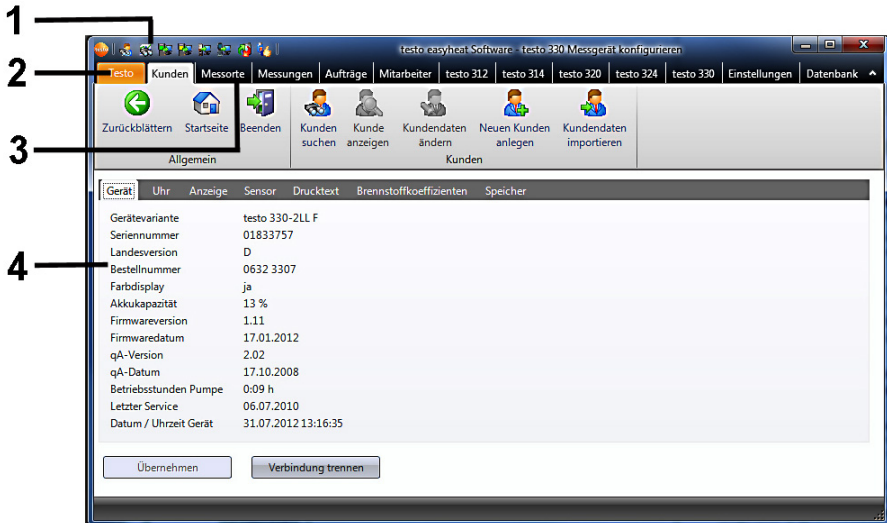 1
testo easyheat Software - testo 330 Messgerät konfigurieren
2
Testo Kunden Messorte Messungen Aufträge Mitarbeiter testo 312 testo 314 testo 320 testo 324 testo 330 Einstellungen Datenbank
Zurückblättern Startseite Beenden Kunden suchen Kunde anzeigen Kundendaten ändern Neuen Kunden anlegen Kundendaten importieren
3
Allgemein Kunden
Gerät Uhr Anzeige Sensor Drucktext Brennstoffkoeffizienten Speicher
Gerätevariante testo 330-2LL F
Seriennummer 01833757
Landesversion D
4
Bestellnummer 0632 3307
Farbdisplay ja
Akkukapazität 13 %
Firmwareversion 1.11
Firmwaredatum 17.01.2012
qA-Version 2.02
qA-Datum 17.10.2008
Betriebsstunden Pumpe 0:09 h
Letzter Service 06.07.2010
Datum / Uhrzeit Gerät 31.07.2012 13:16:35
Übernehmen Verbindung trennen